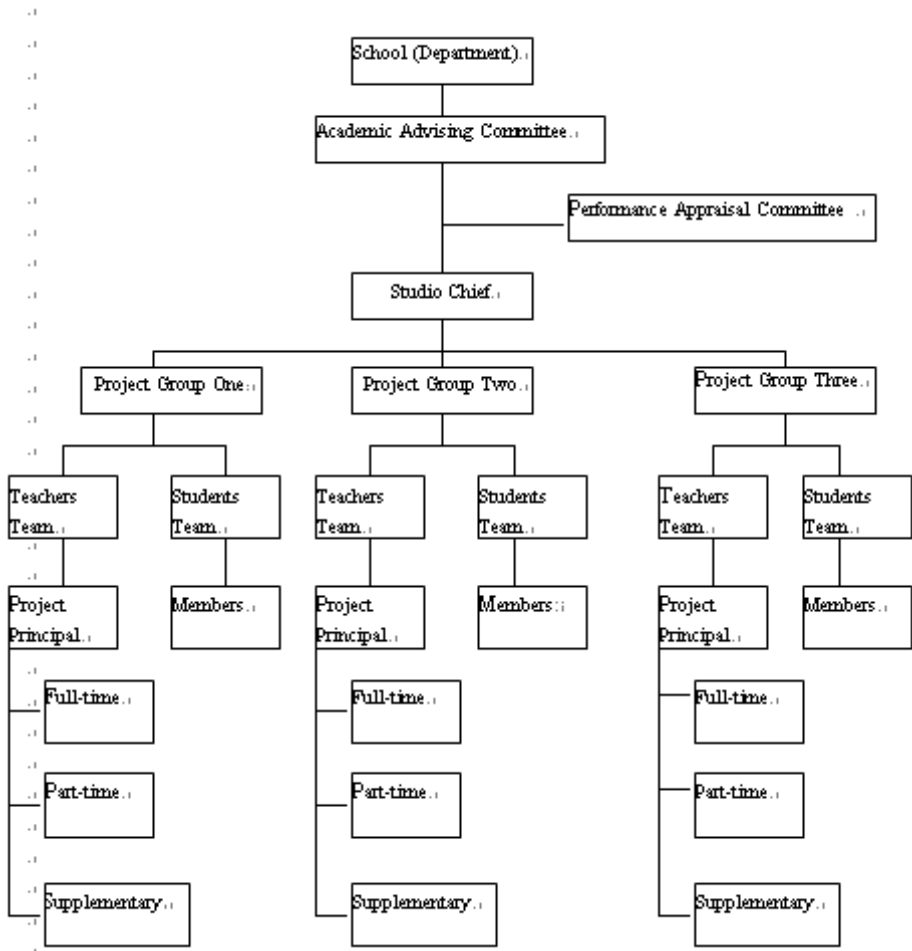 School (Department)
Academic Advising Committee
Performance Appraisal Committee
Studio Chief
Project Group One
Project Group Two
Project Group Three
Teachers
Team
Students
Team
Teachers
Team
Students
Team
Teachers
Team
Students
Team
Project
Principal
Members
Project
Principal
Members
Project
Principal
Members
Full-time
Full-time
Full-time
Part-time
Part-time
Part-time
Supplementary
Supplementary
Supplementary